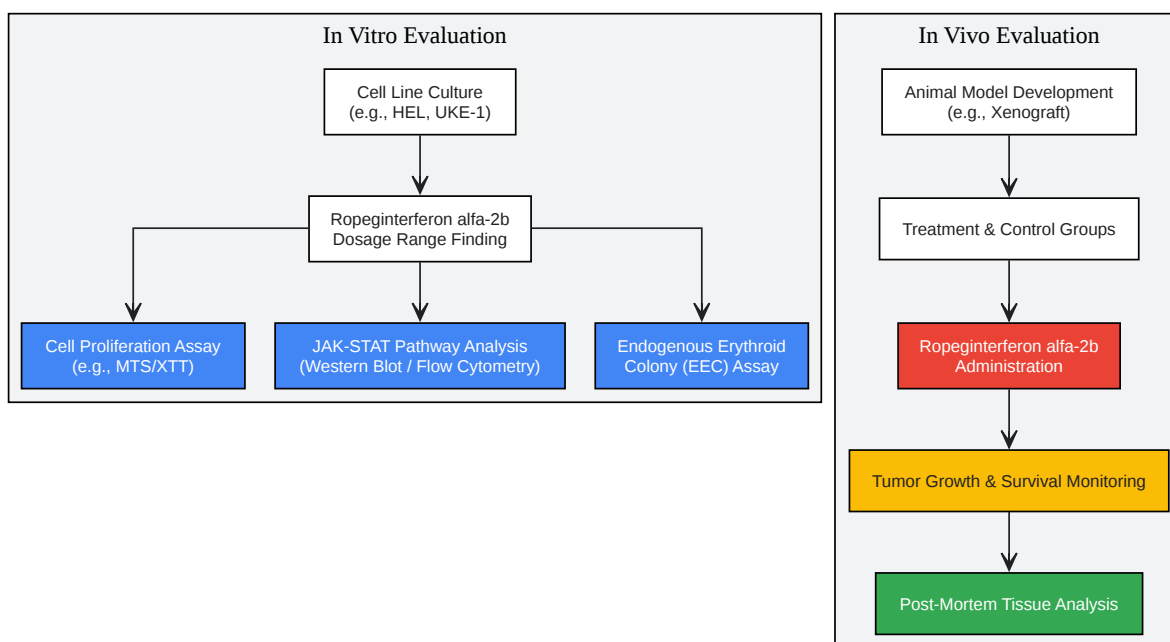 In Vitro Evaluation
Cell Line Culture
(e.g., HEL, UKE-1)
Ropeginterferon alfa-2b
Dosage Range Finding
Cell Proliferation Assay
(e.g., MTS/XTT)
JAK-STAT Pathway Analysis
(Western Blot / Flow Cytometry)
Endogenous Erythroid
Colony (EEC) Assay
In Vivo Evaluation
Animal Model Development
(e.g., Xenograft)
Treatment & Control Groups
Ropeginterferon alfa-2b
Administration
Tumor Growth & Survival Monitoring
Post-Mortem Tissue Analysis